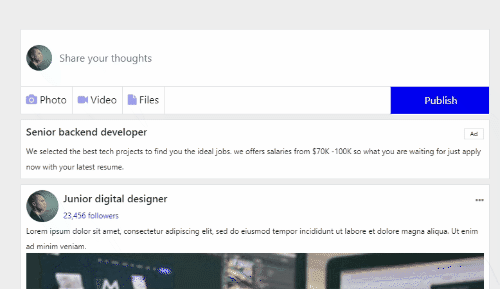 Share your thoughts
Photo Video Files Publish
Senior backend developer Ad
We selected the best tech projects to find you the ideal jobs. we offers salaries from $70K -100K so what you are waiting for just apply
now with your latest resume.
Junior digital designer
23,456 followers
Lorem ipsum dolor sit amet, consectetur adipiscing elit, sed do eiusmod tempor incididunt ut labore et dolore magna aliqua. Ut enim
ad minim veniam.
M